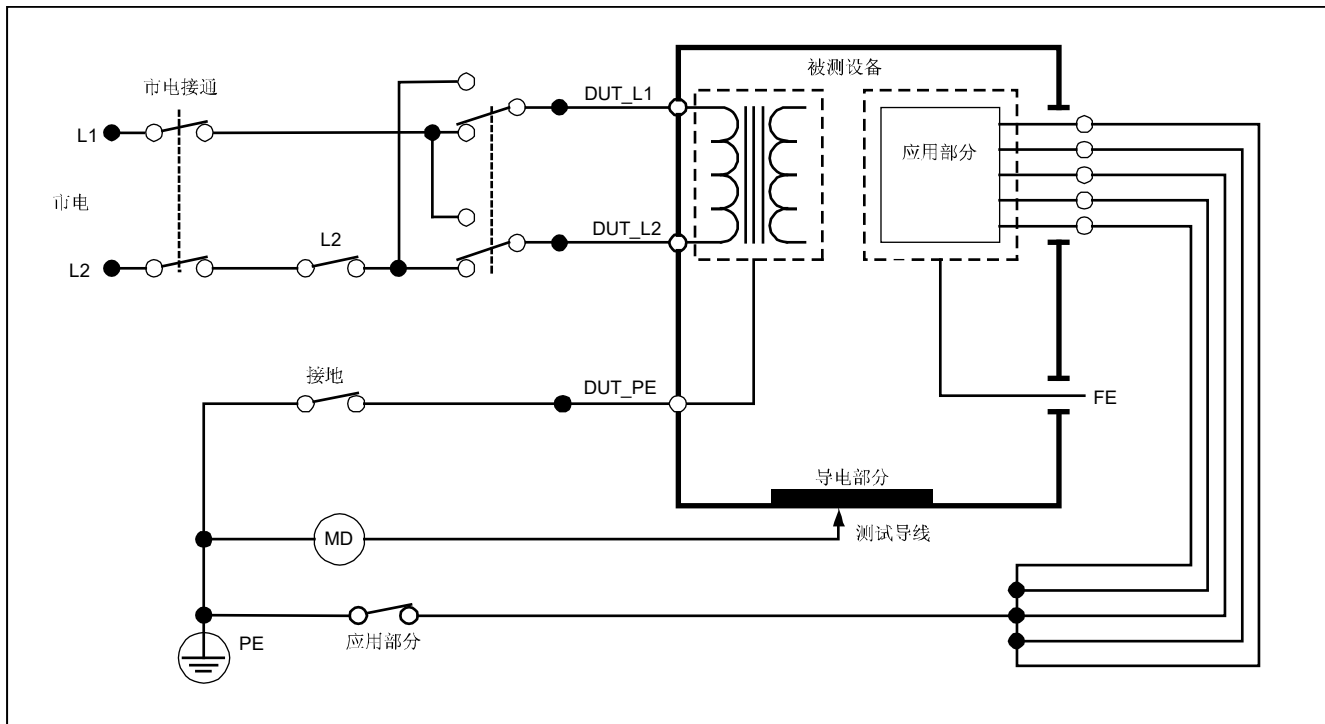 市电接通
L1
市电
L2
L2
DUT_L1
DUT_L2
被测设备
应用部分
接地
DUT_PE
FE
导电部分
测试导线
MD
PE
应用部分